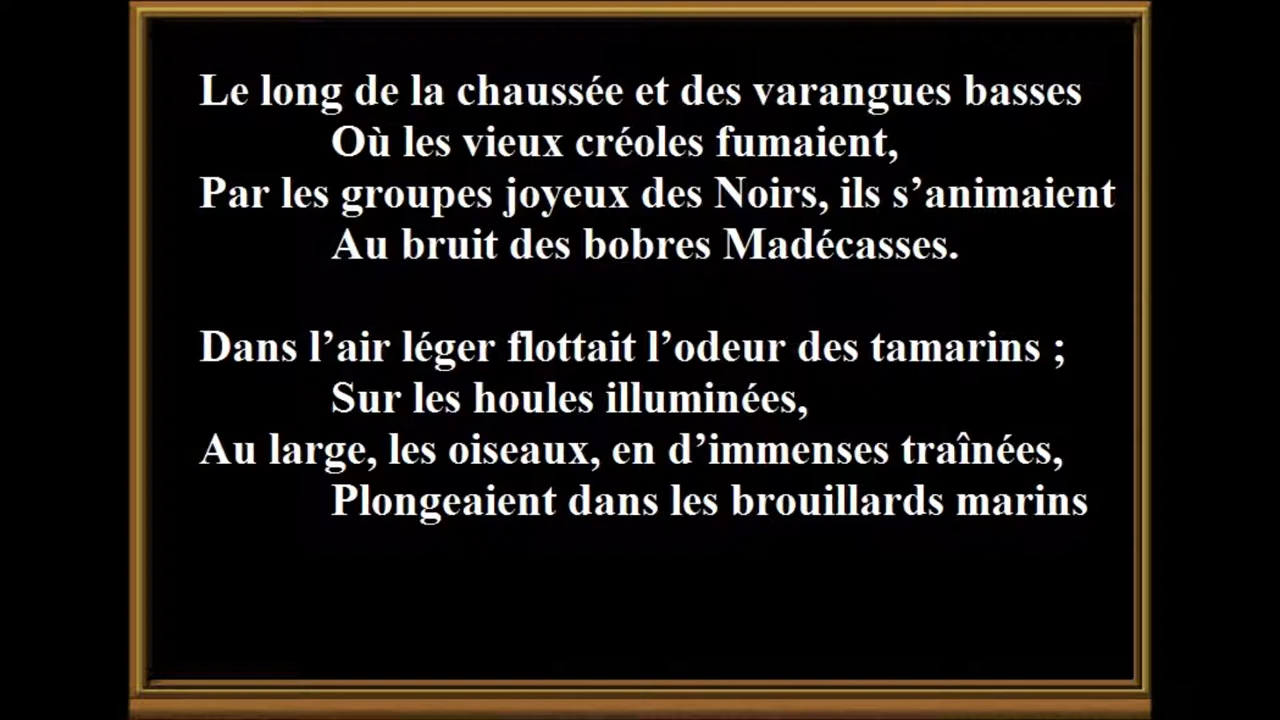 Le long de la chaussée et des varangues basses
Où les vieux créoles fumaient,
Par les groupes joyeux des Noirs, ils s’animaient
Au bruit des bobres Madécasses.
Dans l’air léger flottait l’odeur des tamarins ;
Sur les houles illuminées,
Au large, les oiseaux, en d’immenses traînées,
Plongeaient dans les brouillards marins